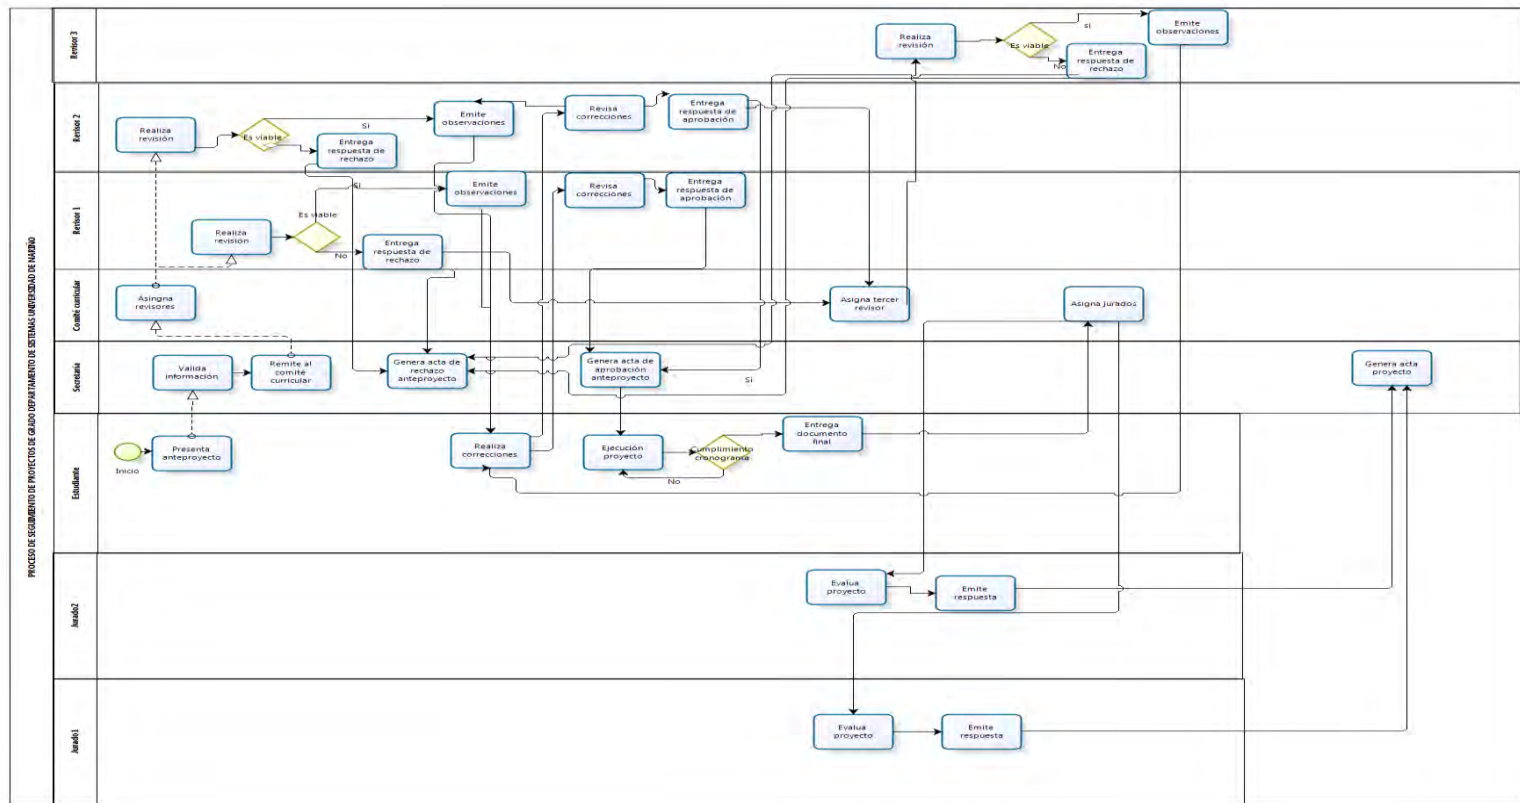 PROCESO DE SEGUIMIENTO DE PROYECTOS DE GRADO DEPARTAMENTO DE SISTEMAS UNIVERSIDAD DE NARIÑO
Revisor 3
Realiza
revisión
Es viable
si
No
Emite
observaciones
Entrega
respuesta de
rechazo
Revisor 2
Realiza
revisión
Es viable
Si
Entrega
respuesta de
rechazo
Emite
observaciones
Revisa
correcciones
Entrega
respuesta de
aprobación
Revisor 1
Realiza
revisión
Es viable
Si
No
Entrega
respuesta de
rechazo
Emite
observaciones
Revisa
correcciones
Entrega
respuesta de
aprobación
Comité curricular
Asingna
revisores
Asigna tercer
revisor
Asigna jurados
Secretaria
Valida
información
Remite al
comité
curricular
Genera acta de
rechazo
anteproyecto
Genera acta de
aprobación
anteproyecto
Si
Genera acta
proyecto
Estudiante
Inicio
Presenta
anteproyecto
Realiza
correcciones
Ejecución
proyecto
Cumplimiento
cronograma
No
Entrega
documento
final
Jurado2
Evalua
proyecto
Emite
respuesta
Jurado1
Evalua
proyecto
Emite
respuesta